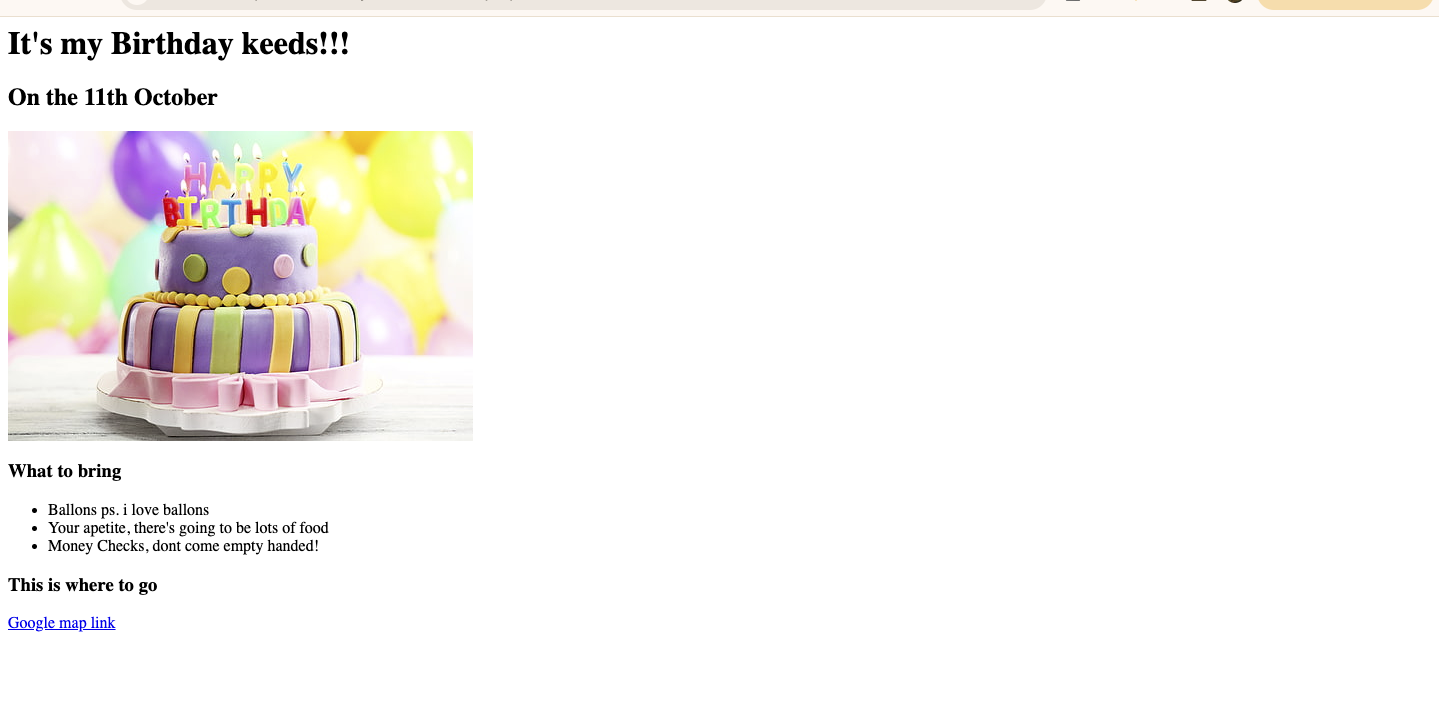 It's my Birthday keeds!!!
On the 11th October
HAPPY
BIRTHDAY
What to bring
Ballons ps. i love ballons
Your apetite, there's going to be lots of food
Money Checks, dont come empty handed!
This is where to go
Google map link